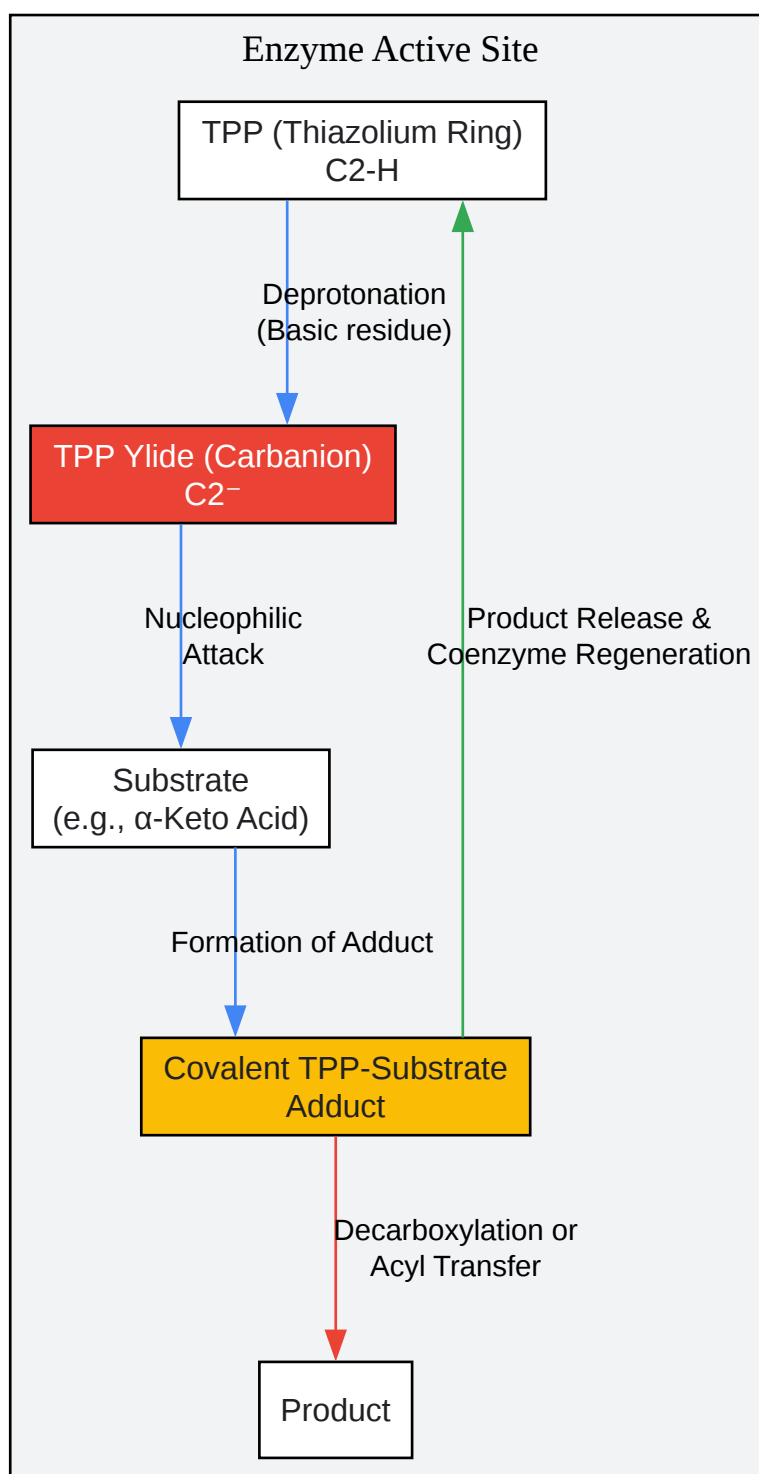 Enzyme Active Site
TPP (Thiazolium Ring)
C2-H
Deprotonation
(Basic residue)
TPP Ylide (Carbanion)
C2⁻
Nucleophilic
Attack
Product Release &
Coenzyme Regeneration
Substrate
(e.g., α-Keto Acid)
Formation of Adduct
Covalent TPP-Substrate
Adduct
Decarboxylation or
Acyl Transfer
Product